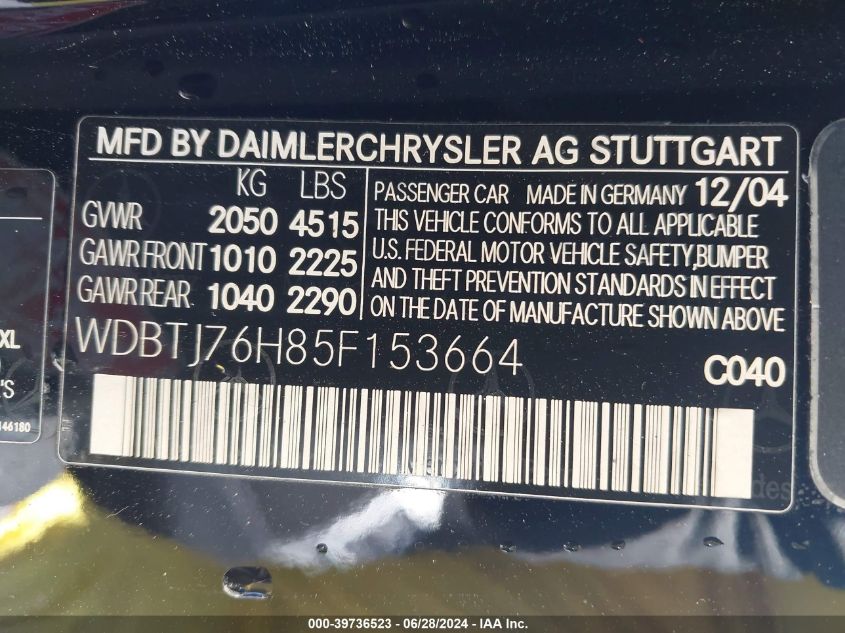 MFD BY DAIMLERCHRYSLER AG STUTTGART
KG LBS
GVWR 2050 4515
GAWR FRONT 1010 2225
GAWR REAR 1040 2290
PASSENGER CAR MADE IN GERMANY 12/04
THIS VEHICLE CONFORMS TO ALL APPLICABLE
U.S. FEDERAL MOTOR VEHICLE SAFETY, BUMPER
AND THEFT PREVENTION STANDARDS IN EFFECT
ON THE DATE OF MANUFACTURE SHOWN ABOVE
WDBTJ76H85F153664
C040
XL
'S
46180
000-39736523 - 06/28/2024 - IAA Inc.